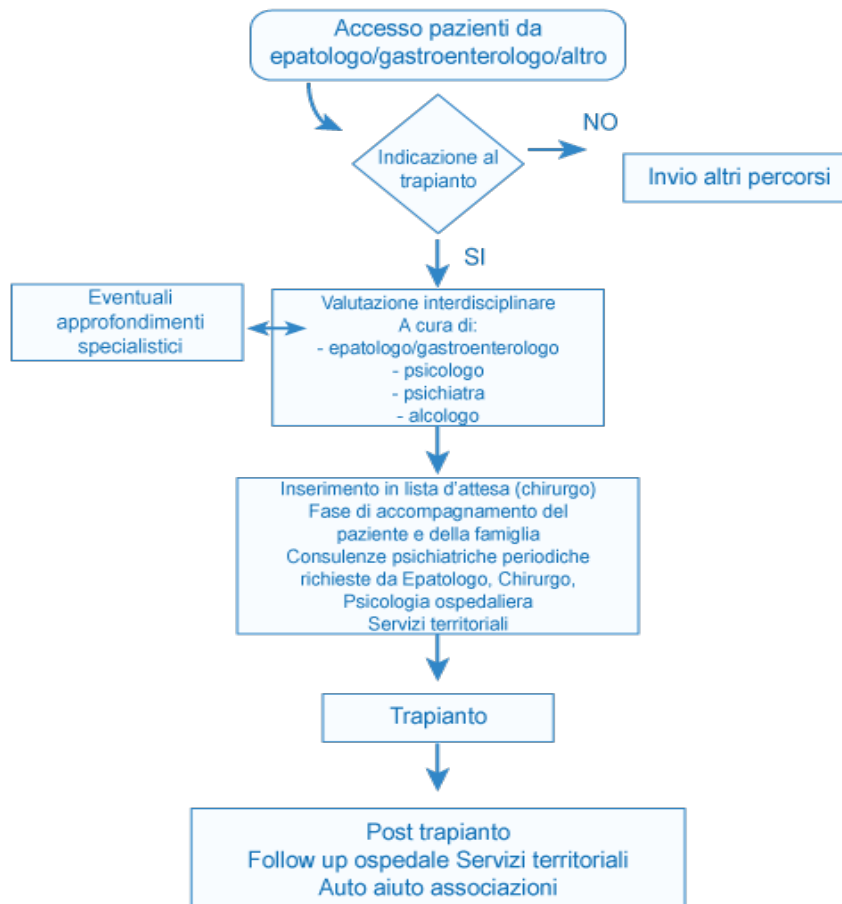 Accesso pazienti da
epatologo/gastroenterologo/altro
Indicazione al
trapianto
NO
Invio altri percorsi
SI
Eventuali
approfondimenti
specialistici
Valutazione interdisciplinare
A cura di:
- epatologo/gastroenterologo
- psicologo
- psichiatra
- alcologo
Inserimento in lista d'attesa (chirurgo)
Fase di accompagnamento del
paziente e della famiglia
Consulenze psichiatriche periodiche
richieste da Epatologo, Chirurgo,
Psicologia ospedaliera
Servizi territoriali
Trapianto
Post trapianto
Follow up ospedale Servizi territoriali
Auto aiuto associazioni